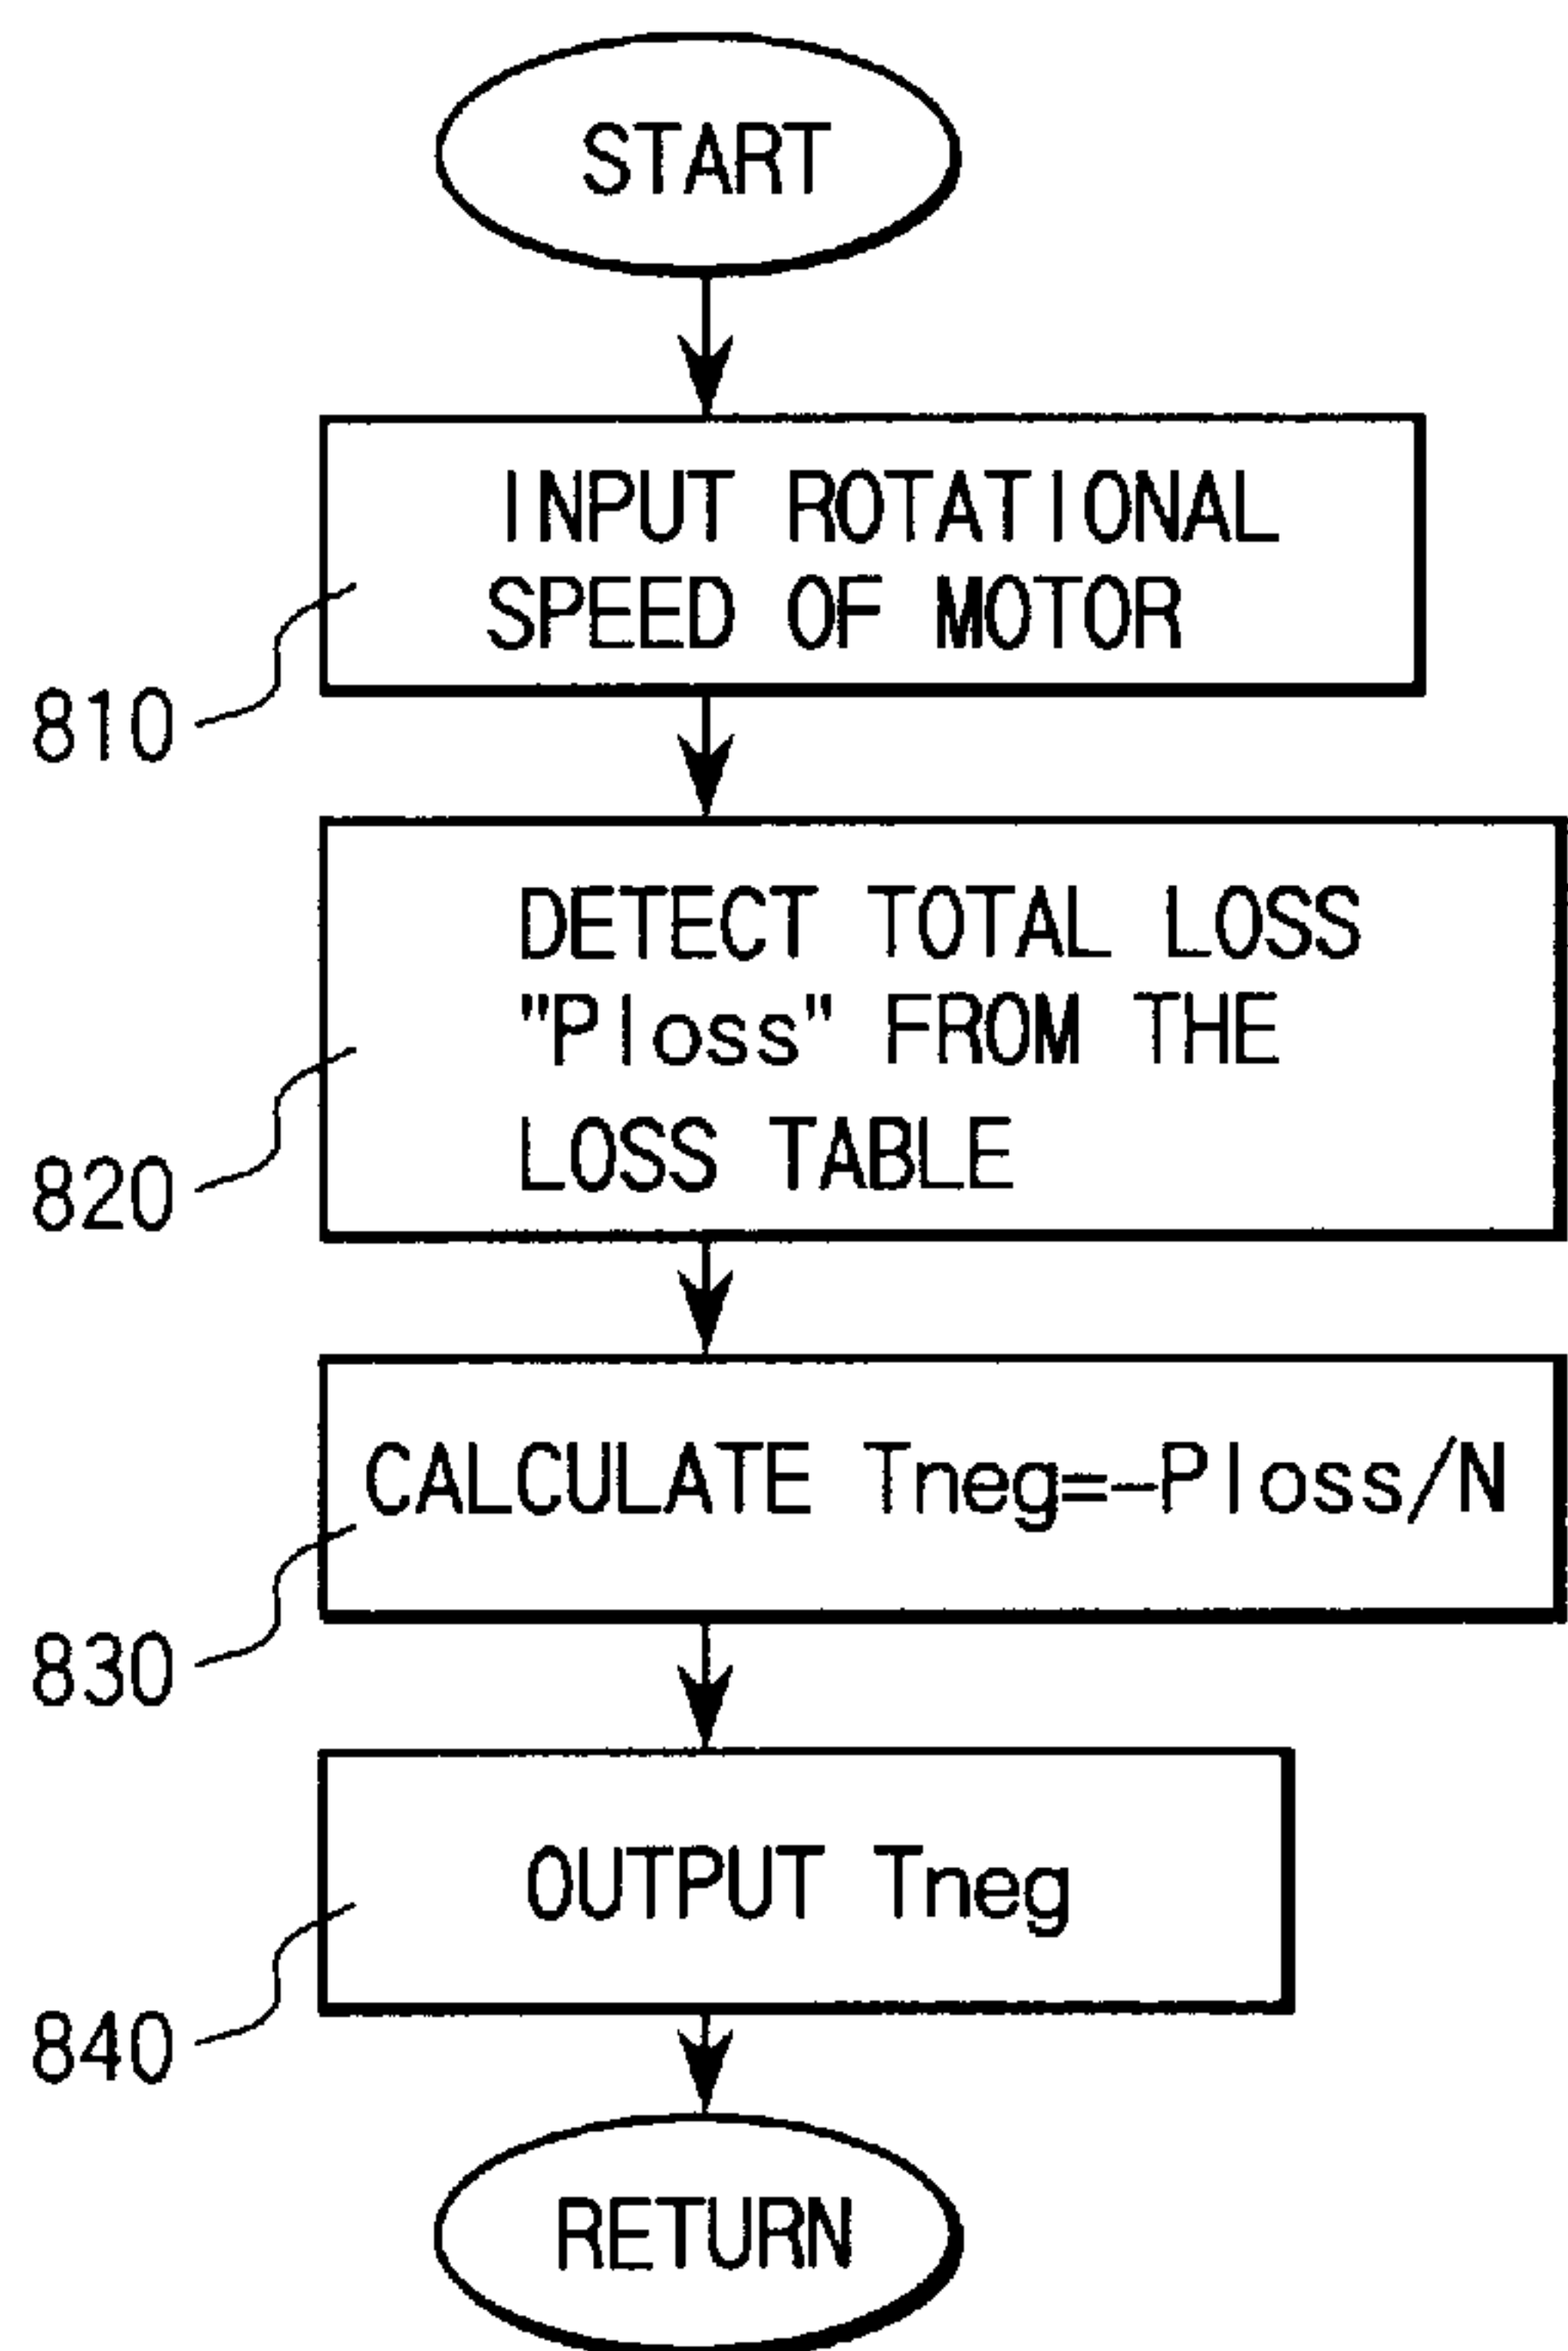 START
INPUT ROTATIONAL
SPEED OF MOTOR
810
DETECT TOTAL LOSS
"Ploss" FROM THE
LOSS TABLE
820
CALCULATE Tneg=-Ploss/N
830
OUTPUT Tneg
840
RETURN